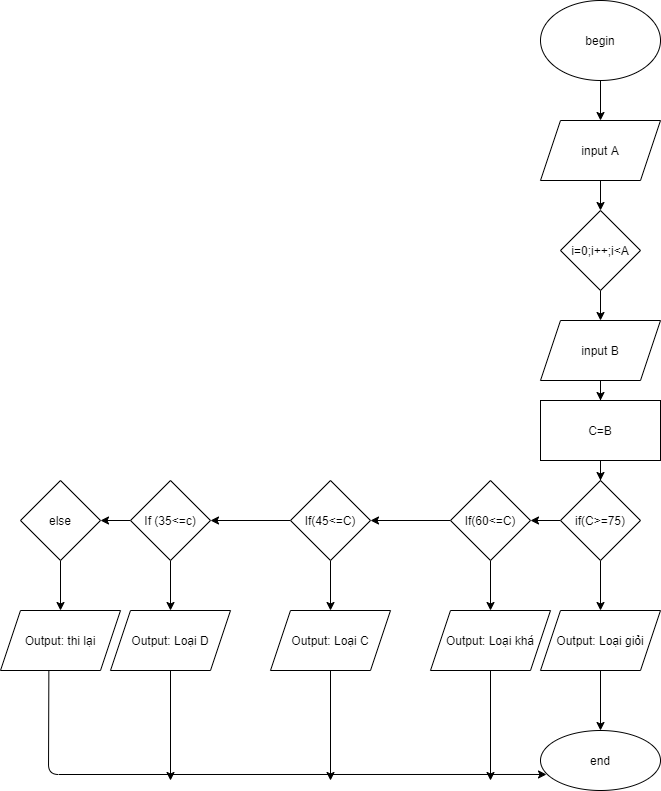 begin
input A
i=0;i++;i<A
input B
C=B
else
If (35<=c)
If(45<=C)
If(60<=C)
if(C>=75)
Output: thi lại
Output: Loại D
Output: Loại C
Output: Loại khá
Output: Loại giỏi
end